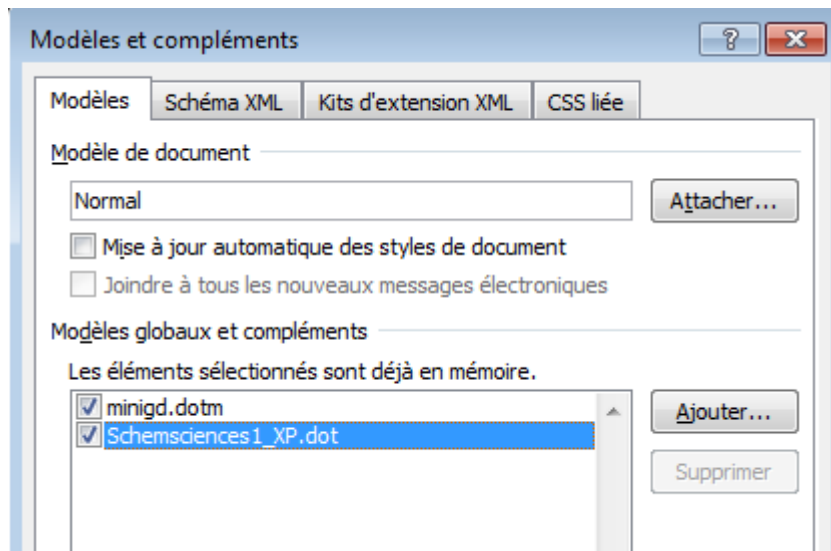 Modèles et compléments
Modèles Schéma XML Kits d'extension XML CSS liée
Modèle de document
Normal Attacher...
Mise à jour automatique des styles de document
Joindre à tous les nouveaux messages électroniques
Modèles globaux et compléments
Les éléments sélectionnés sont déjà en mémoire.
minigd.dotm Ajouter...
Schemsciences1_XP.dot
Supprimer